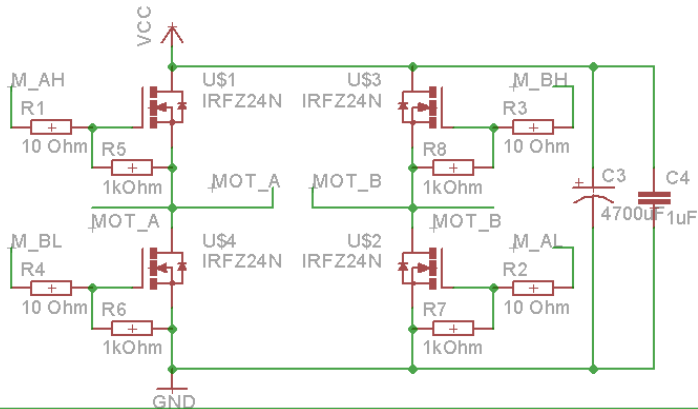 VCC
M_AH
R1
10 Ohm
R5
1kOhm
U$1
IRFZ24N
U$3
IRFZ24N
M_BH
R3
10 Ohm
R8
1kOhm
MOT_A
MOT_B
MOT_A
MOT_B
C3
4700uF
C4
1uF
M_BL
R4
10 Ohm
R6
1kOhm
U$4
IRFZ24N
U$2
IRFZ24N
M_AL
R2
10 Ohm
R7
1kOhm
GND